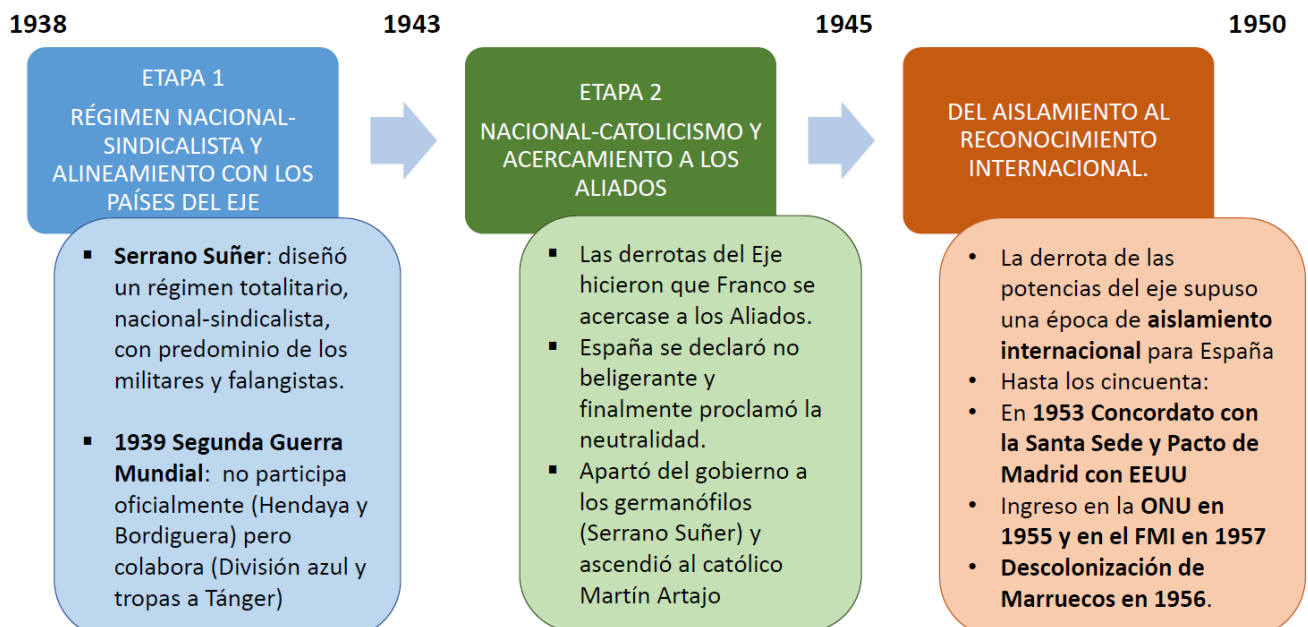 1938
1943
1945
1950
ETAPA 1
RÉGIMEN NACIONAL-
SINDICALISTA Y
ALINEAMIENTO CON LOS
PAÍSES DEL EJE
▪ Serrano Suñer: diseñó
un régimen totalitario,
nacional-sindicalista,
con predominio de los
militares y falangistas.
▪ 1939 Segunda Guerra
Mundial: no participa
oficialmente (Hendaya y
Bordiguera) pero
colabora (División azul y
tropas a Tánger)
ETAPA 2
NACIONAL-CATOLICISMO Y
ACERCAMIENTO A LOS
ALIADOS
▪ Las derrotas del Eje
hicieron que Franco se
acercase a los Aliados.
▪ España se declaró no
beligerante y
finalmente proclamó la
neutralidad.
▪ Apartó del gobierno a
los germanófilos
(Serrano Suñer) y
ascendió al católico
Martín Artajo
DEL AISLAMIENTO AL
RECONOCIMIENTO
INTERNACIONAL.
• La derrota de las
potencias del eje supuso
una época de aislamiento
internacional para España
• Hasta los cincuenta:
• En 1953 Concordato con
la Santa Sede y Pacto de
Madrid con EEUU
• Ingreso en la ONU en
1955 y en el FMI en 1957
• Descolonización de
Marruecos en 1956.